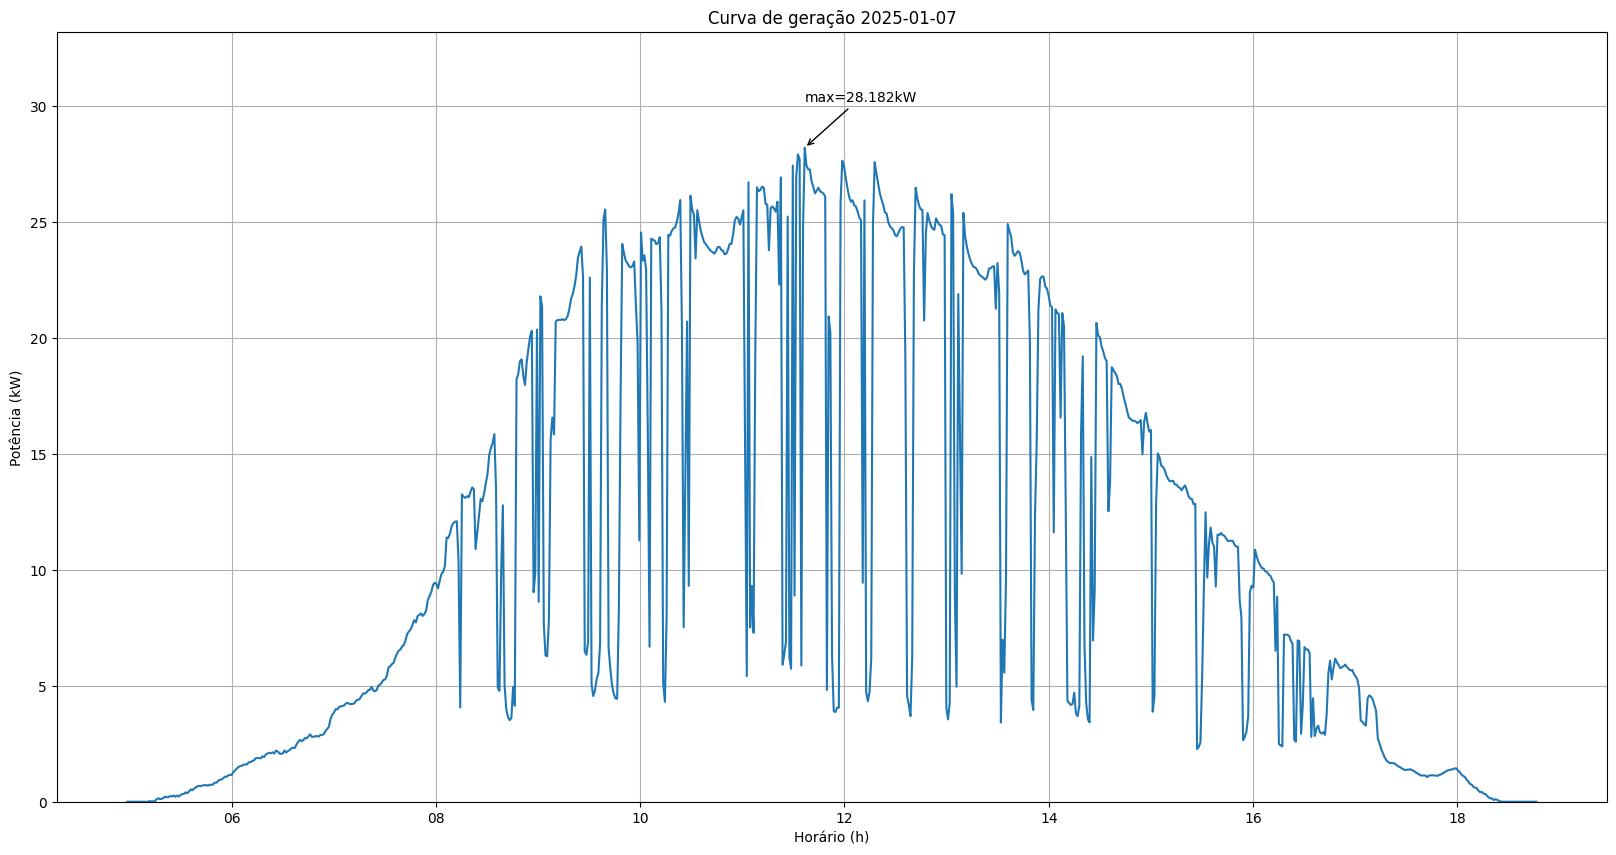 Curva de geração 2025-01-07
max=28.182kW
30
25
20
15
10
5
0
Potência (kW)
06 08 10 12 14 16 18
Horário (h)